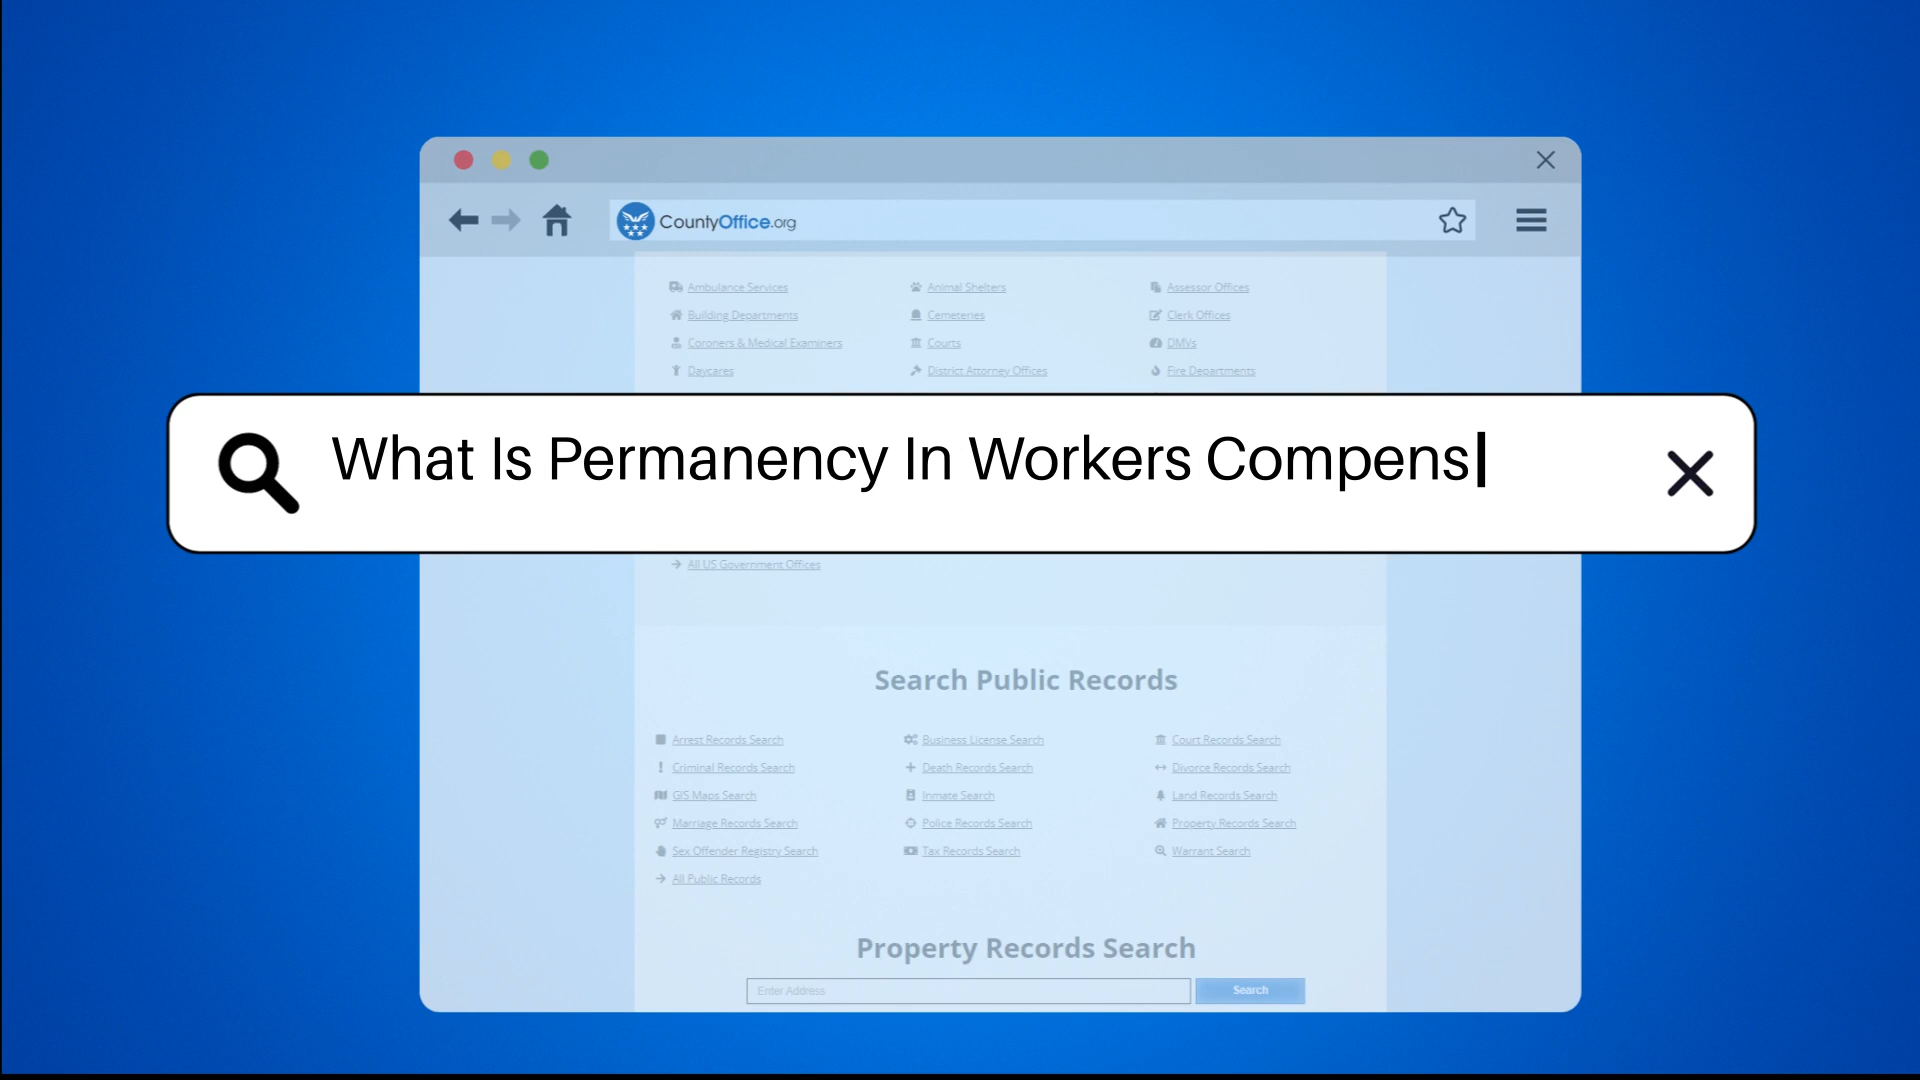 CountyOffice.org
Ambulance Services Animal Shelters Assessor Offices
Building Departments Cemeteries Clerk Offices
Coroners & Medical Examiners Courts DMVs
Daycares District Attorney Offices Fire Departments
What Is Permanency In Workers Compens
All US Government Offices
Search Public Records
Arrest Records Search Business License Search Court Records Search
Criminal Records Search Death Records Search Divorce Records Search
GIS Maps Search Inmate Search Land Records Search
Marriage Records Search Police Records Search Property Records Search
Sex Offender Registry Search Tax Records Search Warrant Search
All Public Records
Property Records Search
Enter Address Search